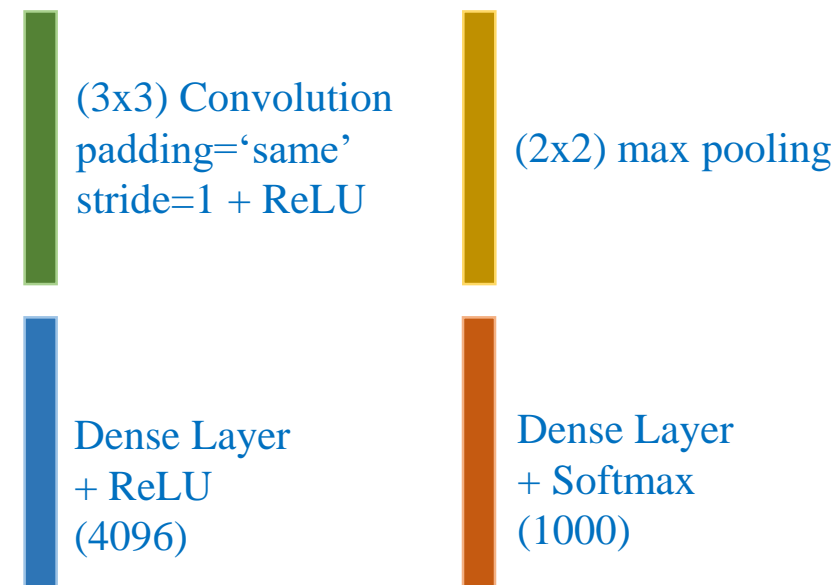 (3x3) Convolution
padding=‘same’
stride=1 + ReLU
(2x2) max pooling
Dense Layer
+ ReLU
(4096)
Dense Layer
+ Softmax
(1000)